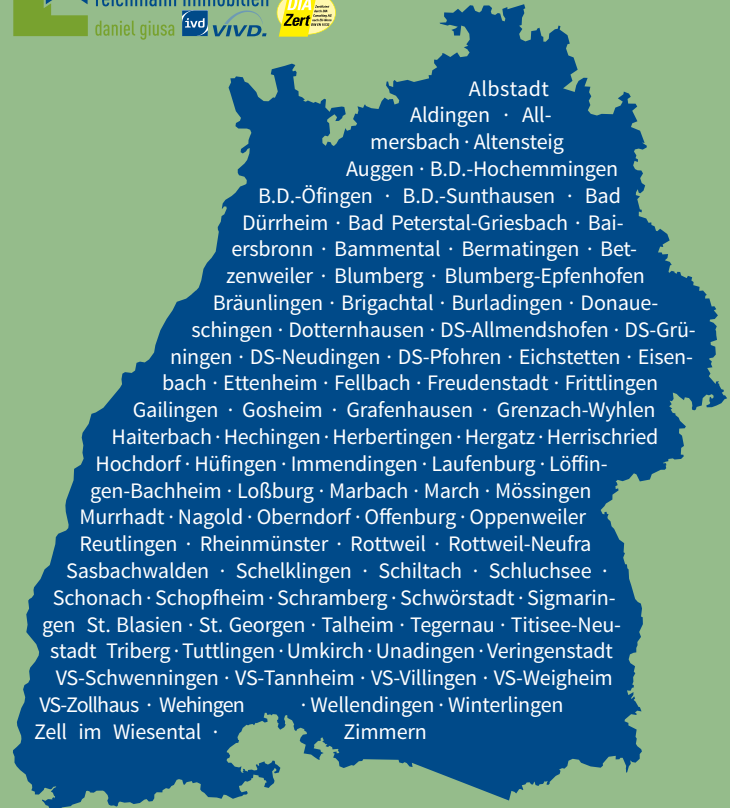 reichmann immobilien
daniel giusa ivd VIVD.
DIA
Zert
Albstadt
Aldingen · All-
mersbach · Altensteig
Auggen · B.D.-Hochemmingen
B.D.-Öfingen · B.D.-Sunthausen · Bad
Dürrheim · Bad Peterstal-Griesbach · Bai-
ersbronn · Bammental · Bermatingen · Bet-
zenweiler · Blumberg · Blumberg-Epfenhofen
Bräunlingen · Brigachtal · Burladingen · Donaue-
schingen · Dotternhausen · DS-Allmendshofen · DS-Grü-
ningen · DS-Neudingen · DS-Pfohren · Eichstetten · Eisen-
bach · Ettenheim · Fellbach · Freudenstadt · Frittlingen
Gailingen · Gosheim · Grafenhausen · Grenzach-Wyhlen
Haiterbach · Hechingen · Herbertingen · Hergatz · Herrischried
Hochdorf · Hüfingen · Immendingen · Laufenburg · Löffin-
gen-Bachheim · Loßburg · Marbach · March · Mössingen
Murrhadt · Nagold · Oberndorf · Offenburg · Oppenweiler
Reutlingen · Rheinmünster · Rottweil · Rottweil-Neufra
Sasbachwalden · Schelklingen · Schiltach · Schluchsee ·
Schonach · Schopfheim · Schramberg · Schwörstadt · Sigmarin-
gen St. Blasien · St. Georgen · Talheim · Tegernau · Titisee-Neu-
stadt Triberg · Tuttlingen · Umkirch · Unadingen · Veringenstadt
VS-Schwenningen · VS-Tannheim · VS-Villingen · VS-Weigheim
VS-Zollhaus · Wehingen · Wellendingen · Winterlingen
Zell im Wiesental · Zimmern